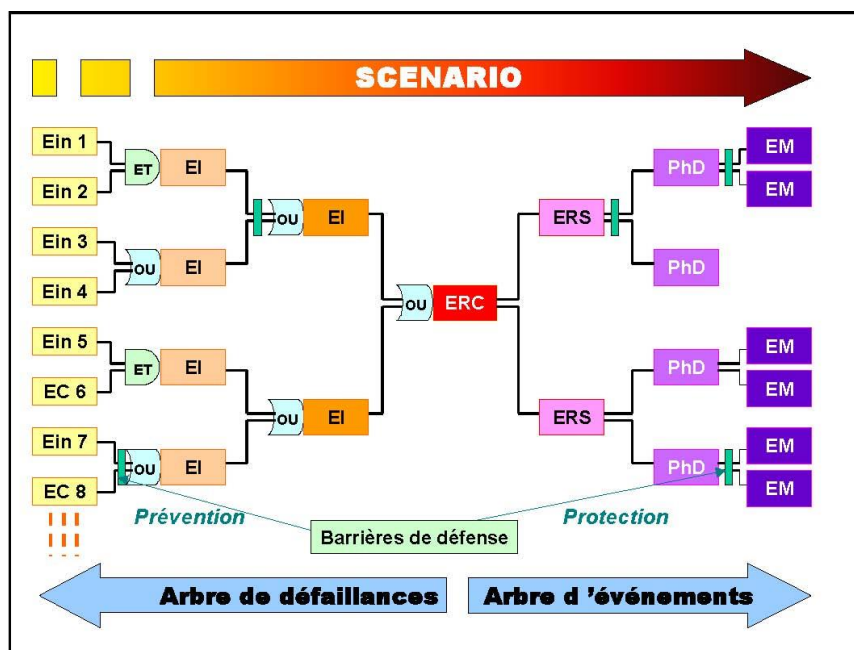 SCENARIO
Ein 1
Ein 2
ET
EI
Ein 3
Ein 4
OU
EI
OU
EI
Ein 5
EC 6
ET
EI
Ein 7
EC 8
OU
EI
OU
EI
OU
ERC
ERS
PhD
EM
EM
PhD
ERS
PhD
EM
EM
PhD
EM
EM
Prévention
Barrières de défense
Protection
Arbre de défaillances
Arbre d ’événements